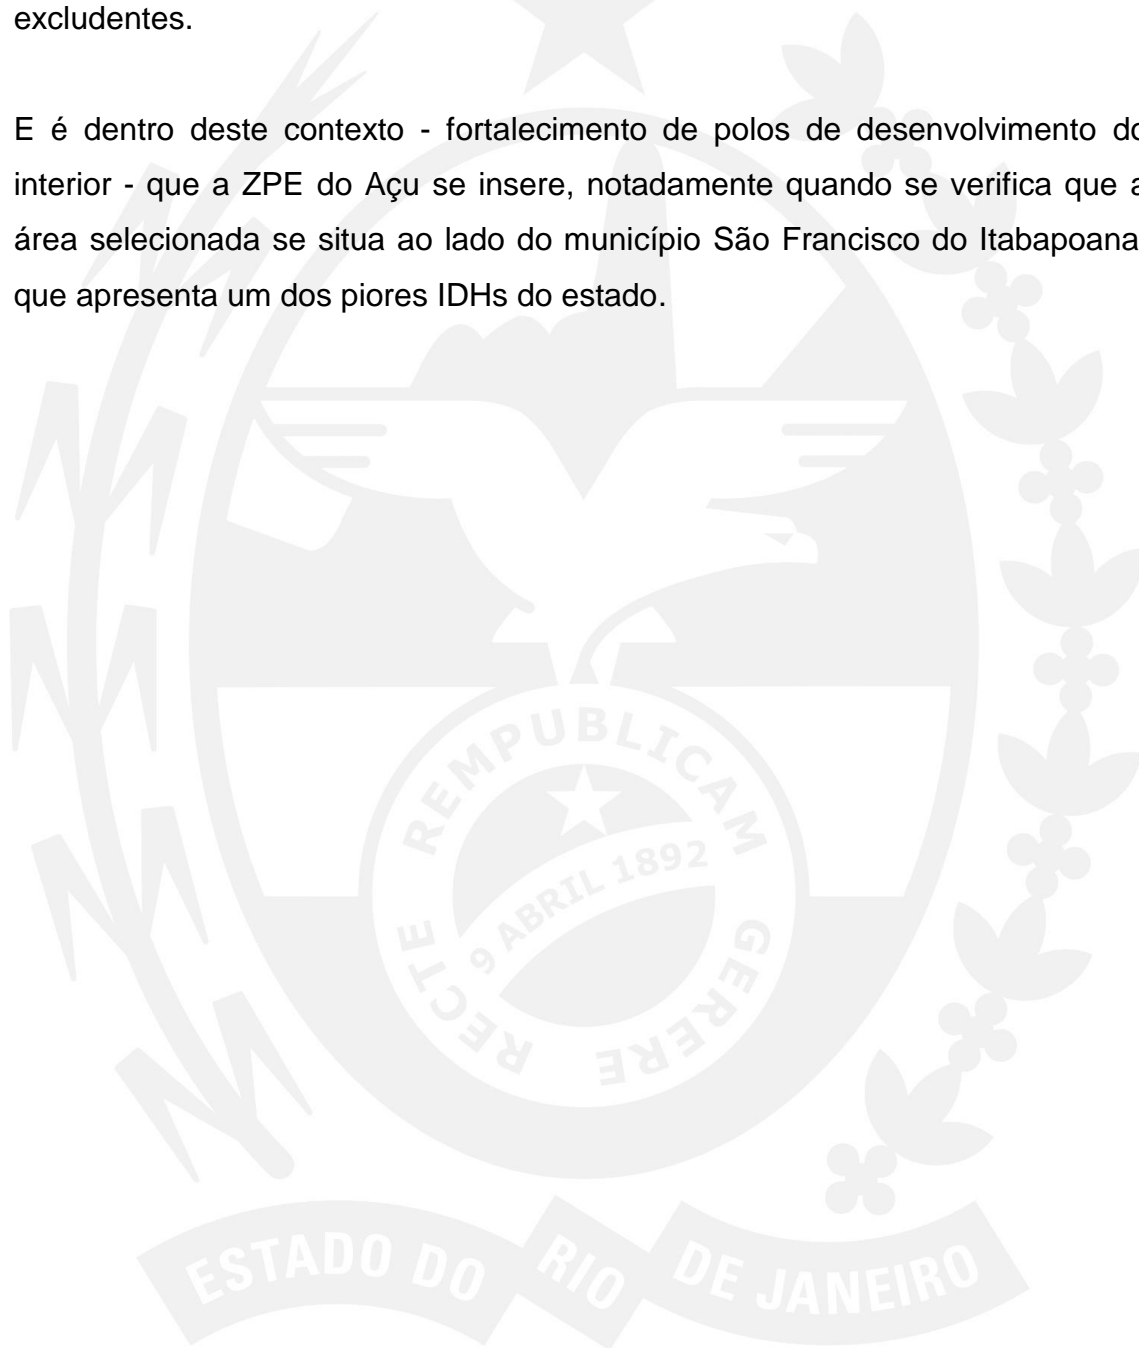 excludentes.
E é dentro deste contexto - fortalecimento de polos de desenvolvimento do
interior - que a ZPE do Açu se insere, notadamente quando se verifica que a
área selecionada se situa ao lado do município São Francisco do Itabapoana
que apresenta um dos piores IDHs do estado.
RECTE REMPUBLICAM GERERE
9 ABRIL 1892
ESTADO DO RIO DE JANEIRO